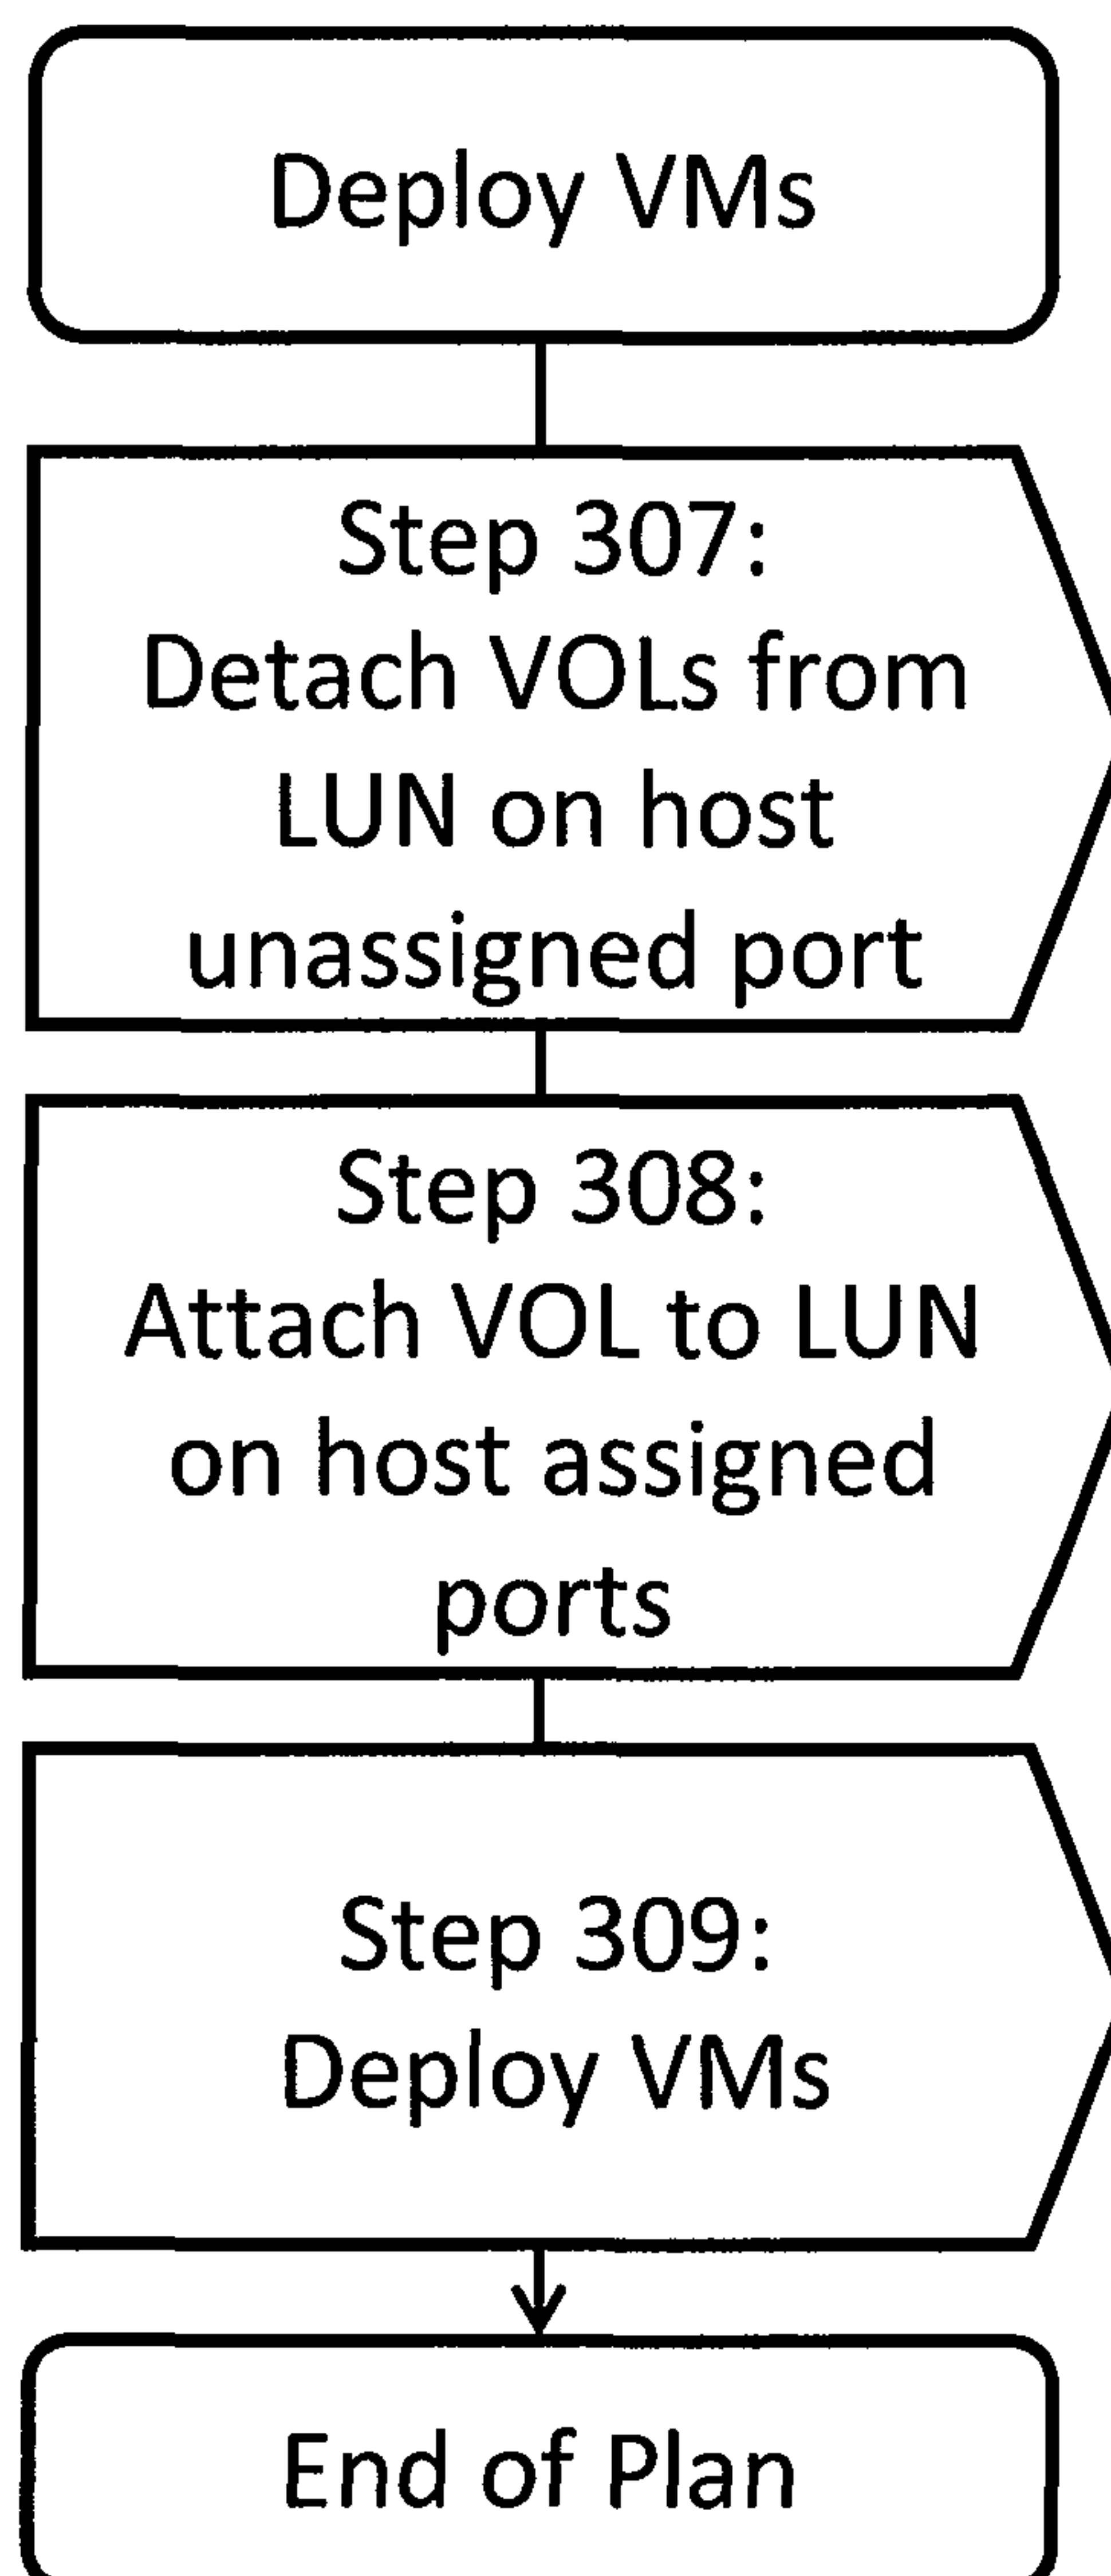 Deploy VMs
Step 307:
Detach VOLs from
LUN on host
unassigned port
Step 308:
Attach VOL to LUN
on host assigned
ports
Step 309:
Deploy VMs
End of Plan